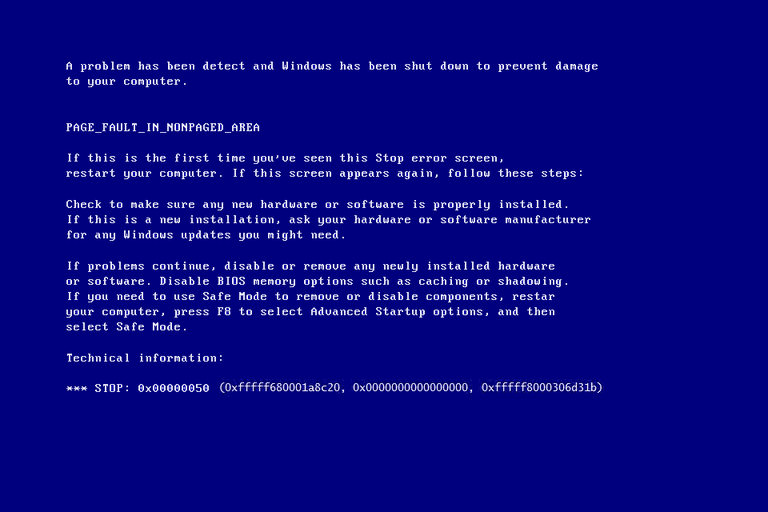 A problem has been detect and Windows has been shut down to prevent damage
to your computer.
PAGE_FAULT_IN_NONPAGED_AREA
If this is the first time you've seen this Stop error screen,
restart your computer. If this screen appears again, follow these steps:
Check to make sure any new hardware or software is properly installed.
If this is a new installation, ask your hardware or software manufacturer
for any Windows updates you might need.
If problems continue, disable or remove any newly installed hardware
or software. Disable BIOS memory options such as caching or shadowing.
If you need to use Safe Mode to remove or disable components, restar
your computer, press F8 to select Advanced Startup options, and then
select Safe Mode.
Technical information:
*** STOP: 0x00000050 (0xfffff680001a8c20, 0x0000000000000000, 0xfffff8000306d31b)